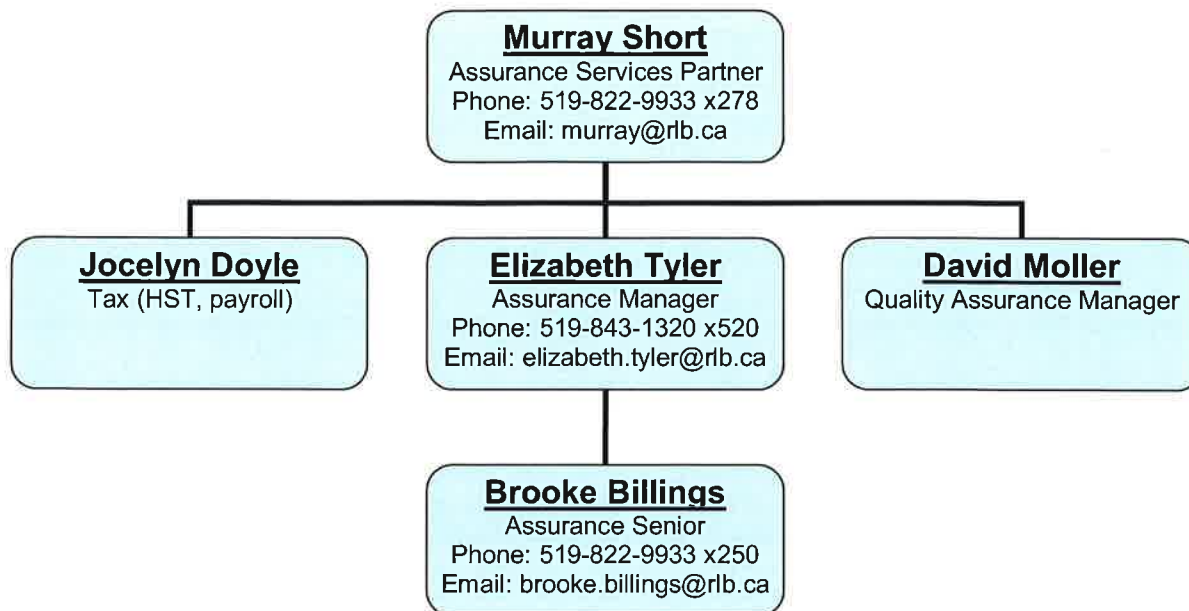 Murray Short
Assurance Services Partner
Phone: 519-822-9933 x278
Email: murray@rlb.ca
Jocelyn Doyle
Tax (HST, payroll)
Elizabeth Tyler
Assurance Manager
Phone: 519-843-1320 x520
Email: elizabeth.tyler@rlb.ca
David Moller
Quality Assurance Manager
Brooke Billings
Assurance Senior
Phone: 519-822-9933 x250
Email: brooke.billings@rlb.ca